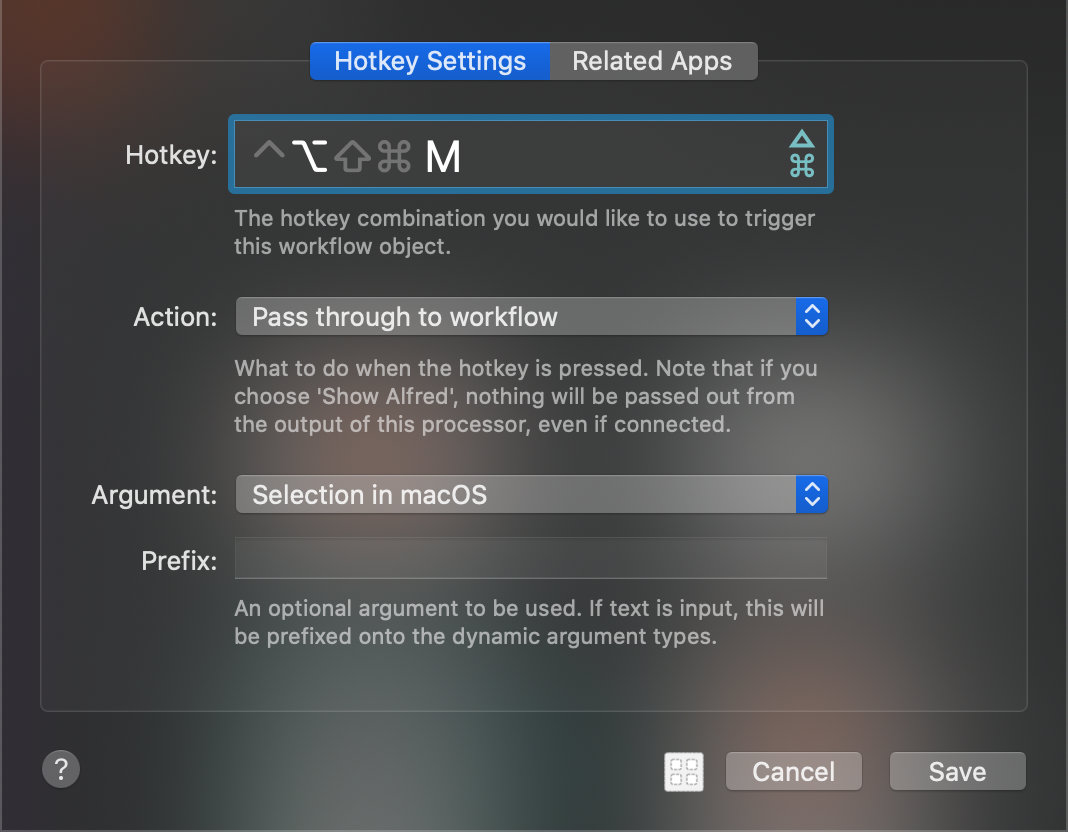 Hotkey Settings
Related Apps
Hotkey:
^⌥⇧⌘ M
The hotkey combination you would like to use to trigger
this workflow object.
Action:
Pass through to workflow
What to do when the hotkey is pressed. Note that if you
choose 'Show Alfred', nothing will be passed out from
the output of this processor, even if connected.
Argument:
Selection in macOS
Prefix:
An optional argument to be used. If text is input, this will
be prefixed onto the dynamic argument types.
?
Cancel
Save